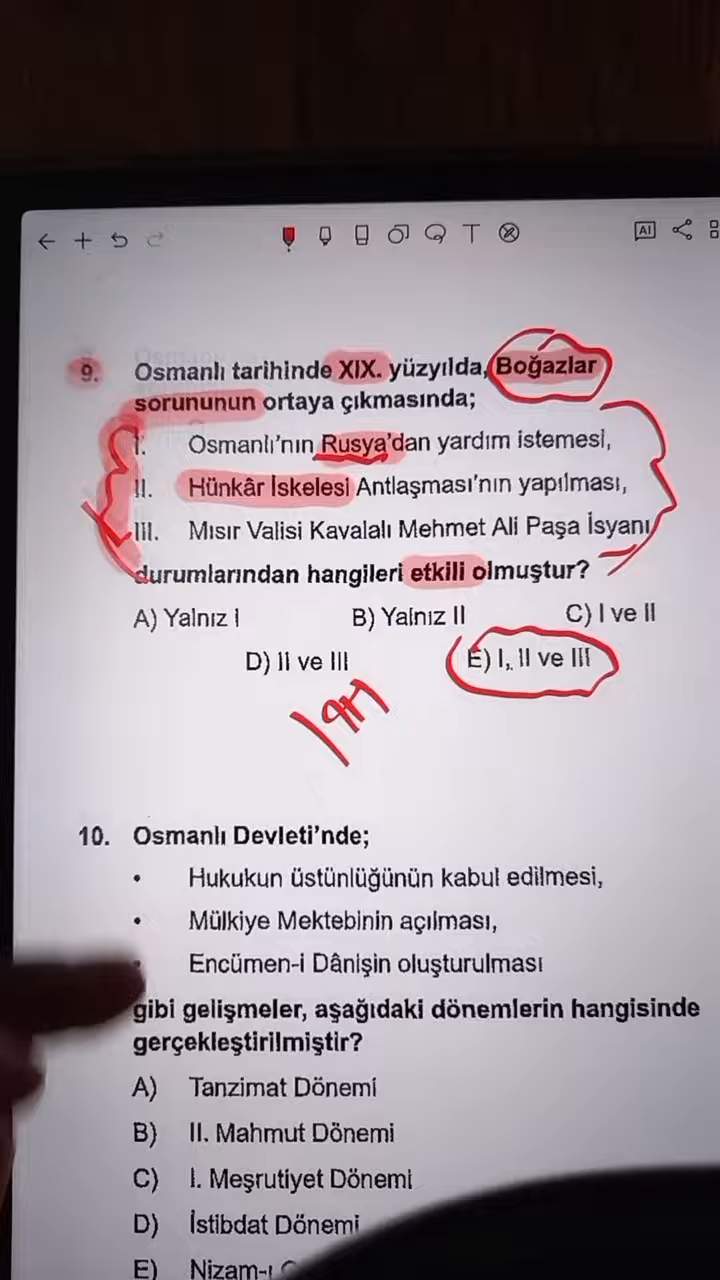 AI
9. Osmanlı tarihinde XIX. yüzyılda, Boğazlar
sorununun ortaya çıkmasında;
I. Osmanlı'nın Rusya'dan yardım istemesi,
II. Hünkâr İskelesi Antlaşması'nın yapılması,
III. Mısır Valisi Kavalalı Mehmet Ali Paşa İsyanı
durumlarından hangileri etkili olmuştur?
A) Yalnız I B) Yalnız II C) I ve II
D) II ve III E) I, II ve III
10. Osmanlı Devleti'nde;
• Hukukun üstünlüğünün kabul edilmesi,
• Mülkiye Mektebinin açılması,
• Encümen-i Dânişin oluşturulması
gibi gelişmeler, aşağıdaki dönemlerin hangisinde
gerçekleştirilmiştir?
A) Tanzimat Dönemi
B) II. Mahmut Dönemi
C) I. Meşrutiyet Dönemi
D) İstibdat Dönemi
E) Nizam-ı